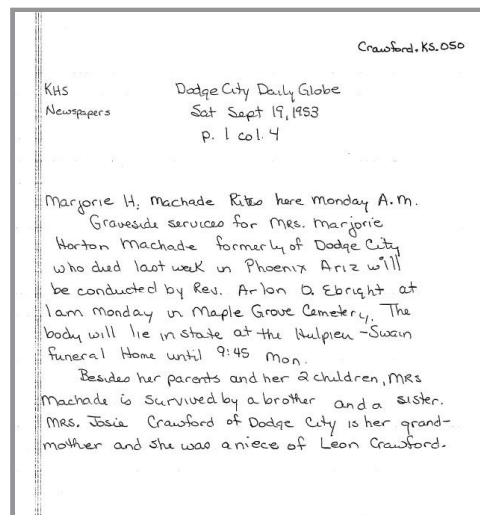 Crawford.KS.050
KHS
Newspapers
Dodge City Daily Globe
Sat Sept 19, 1953
p. 1 col. 4
Marjorie H. Machade Rites here Monday A.M.
Graveside services for Mrs. Marjorie
Horton Machade formerly of Dodge City
who died last week in Phoenix Ariz will
be conducted by Rev. Arlon D. Ebright at
1am Monday in Maple Grove Cemetery. The
body will lie in state at the Hulpieu-Swain
Funeral Home until 9:45 Mon.
Besides her parents and her 2 children, MRS
Machade is survived by a brother and a sister.
MRS. Josie Crawford of Dodge City is her grand-
mother and she was a niece of Leon Crawford.